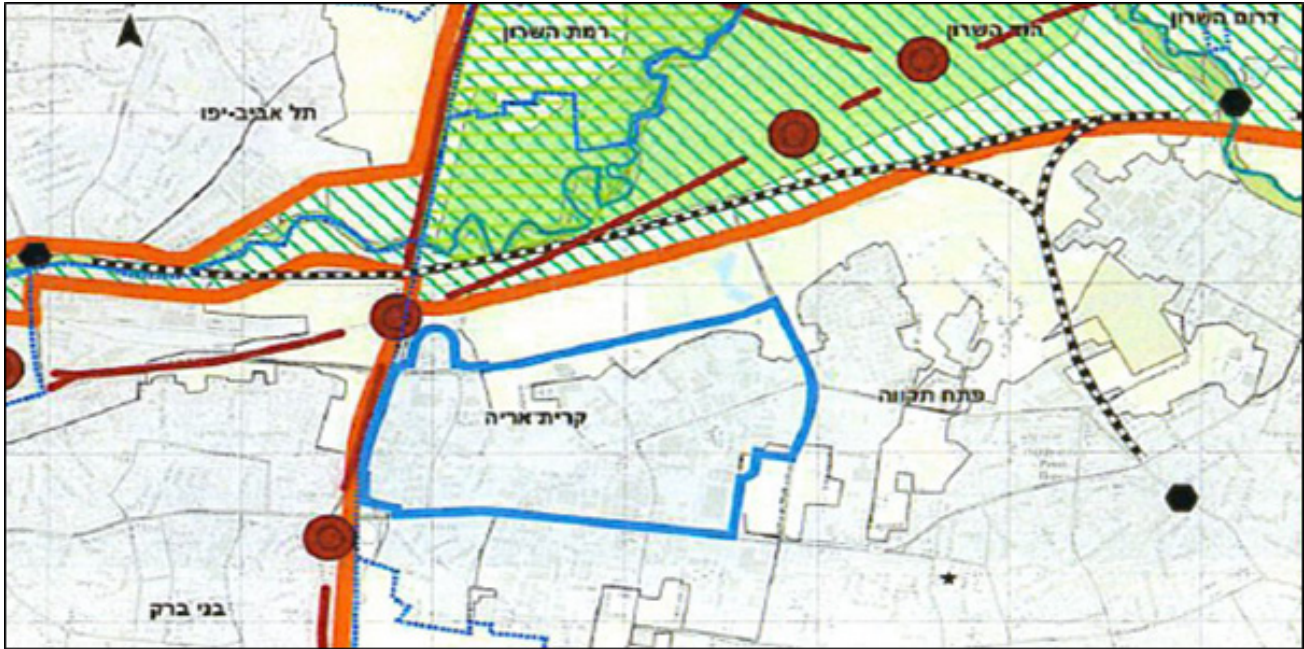 דרום השרון
הוד השרון
רמת השרון
תל אביב-יפו
פתח תקווה
קרית אריה
בני ברק